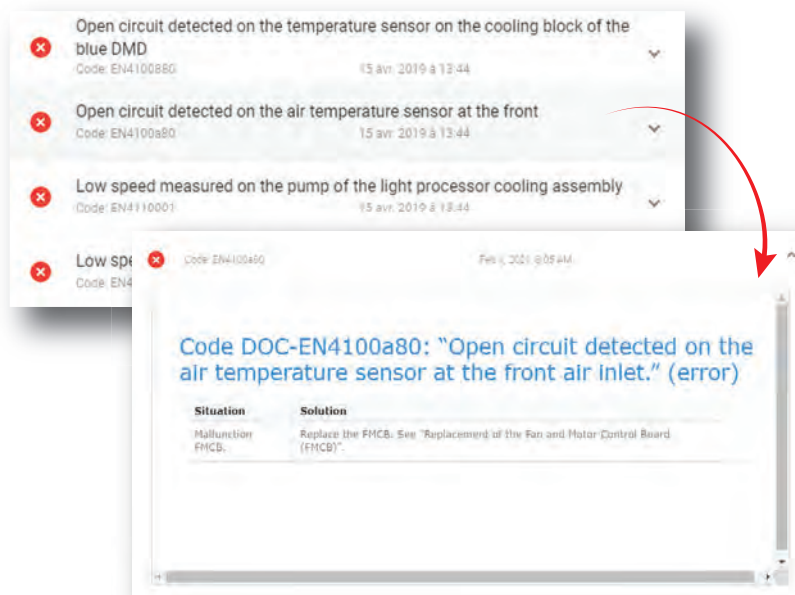 Open circuit detected on the temperature sensor on the cooling block of the
blue DMD
Code: EN4100880
15 avr. 2019 à 13:44
Open circuit detected on the air temperature sensor at the front
Code: EN4100a80
15 avr. 2019 à 13:44
Low speed measured on the pump of the light processor cooling assembly
Code: EN4110001
15 avr. 2019 à 13:44
Low spe
Code: EN4
Code: EN4100a80
2021 @ 9:05 AM
Code DOC-EN4100a80: “Open circuit detected on the
air temperature sensor at the front air inlet.” (error)
Situation Solution
Malfunction Replace the FMCB. See "Replacement of the Fan and Motor Control Board
FMCB. (FMCB)".